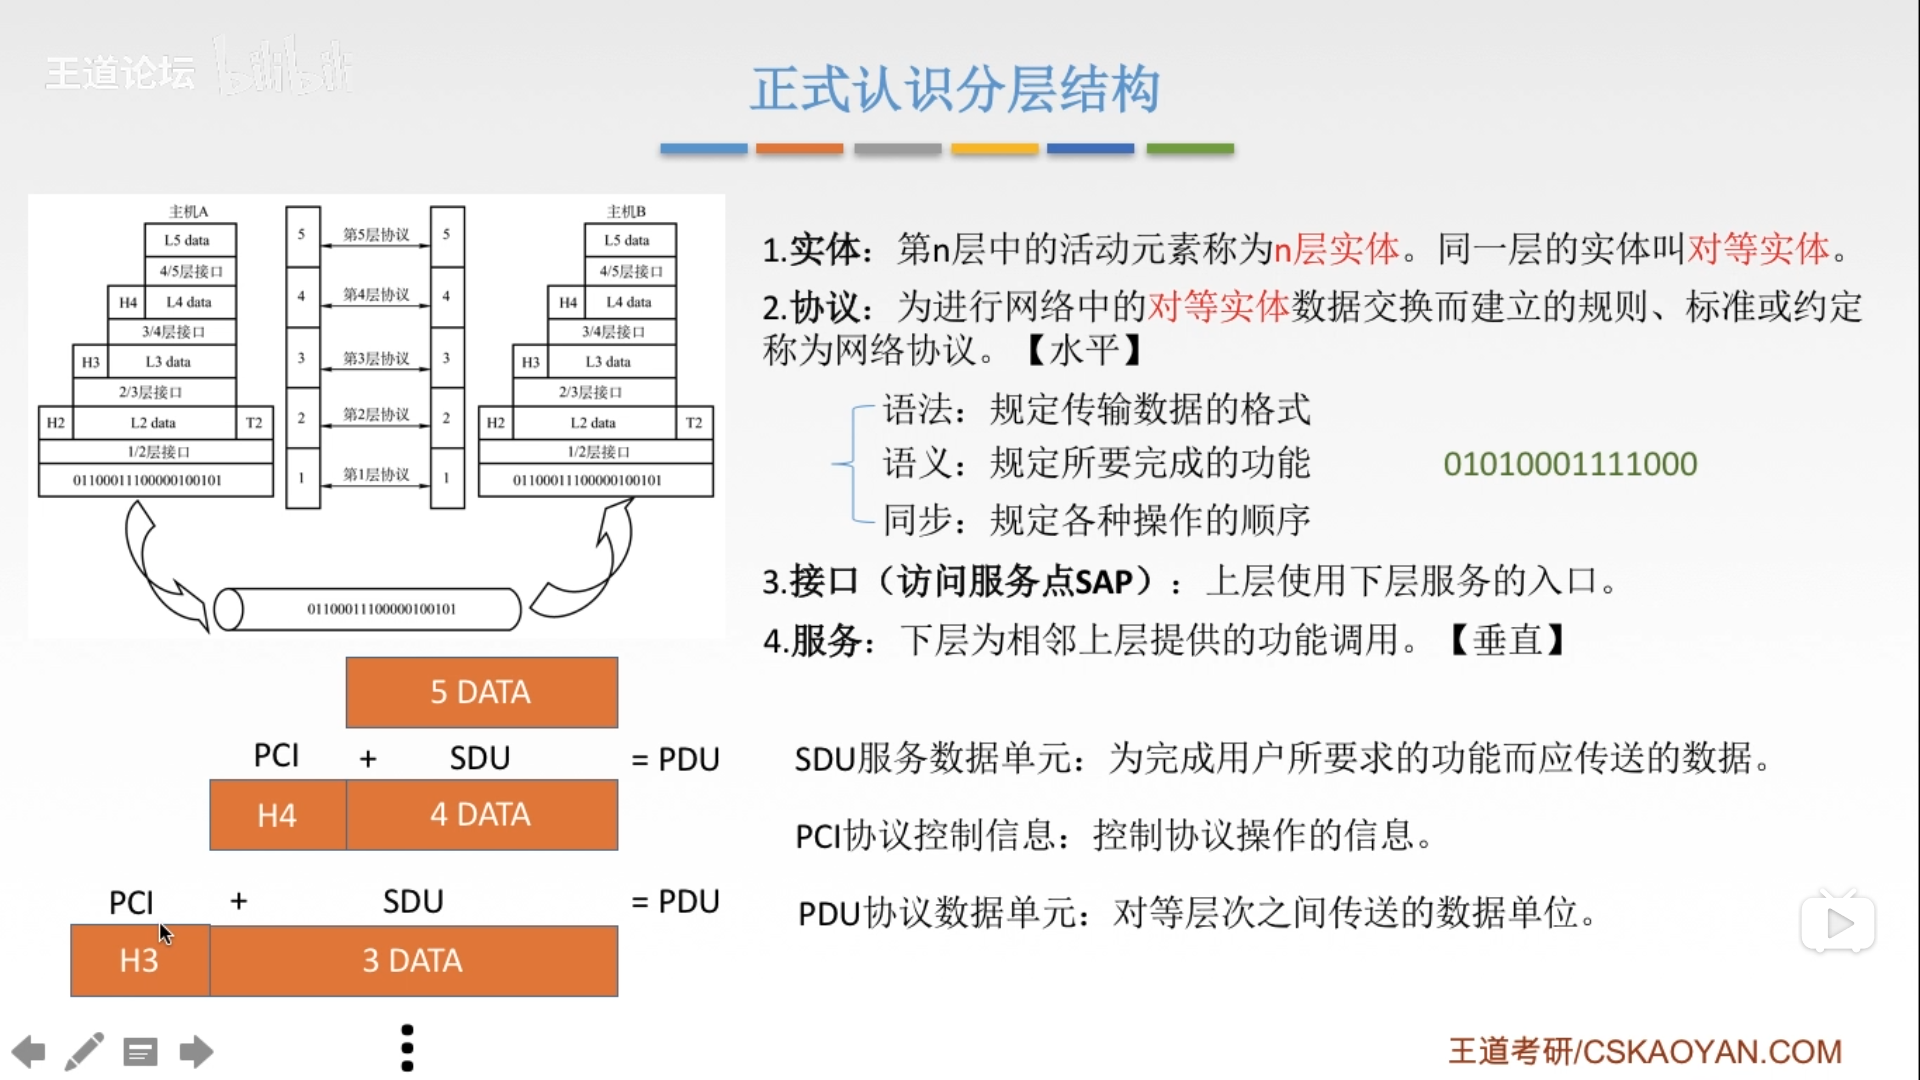 王道论坛 bilibili
正式认识分层结构
主机A
L5 data
4/5层接口
H4 L4 data
3/4层接口
H3 L3 data
2/3层接口
H2 L2 data T2
1/2层接口
01100011100000100101
5 第5层协议 5
4 第4层协议 4
3 第3层协议 3
2 第2层协议 2
1 第1层协议 1
主机B
L5 data
4/5层接口
H4 L4 data
3/4层接口
H3 L3 data
2/3层接口
H2 L2 data T2
1/2层接口
01100011100000100101
01100011100000100101
5 DATA
PCI + SDU = PDU
H4 4 DATA
PCI + SDU = PDU
H3 3 DATA
1.实体：第n层中的活动元素称为n层实体。同一层的实体叫对等实体。
2.协议：为进行网络中的对等实体数据交换而建立的规则、标准或约定
称为网络协议。【水平】
语法：规定传输数据的格式
语义：规定所要完成的功能
01010001111000
同步：规定各种操作的顺序
3.接口（访问服务点SAP）：上层使用下层服务的入口。
4.服务：下层为相邻上层提供的功能调用。【垂直】
SDU服务数据单元：为完成用户所要求的功能而应传送的数据。
PCI协议控制信息：控制协议操作的信息。
PDU协议数据单元：对等层次之间传送的数据单位。
王道考研/CSKAOYAN.COM